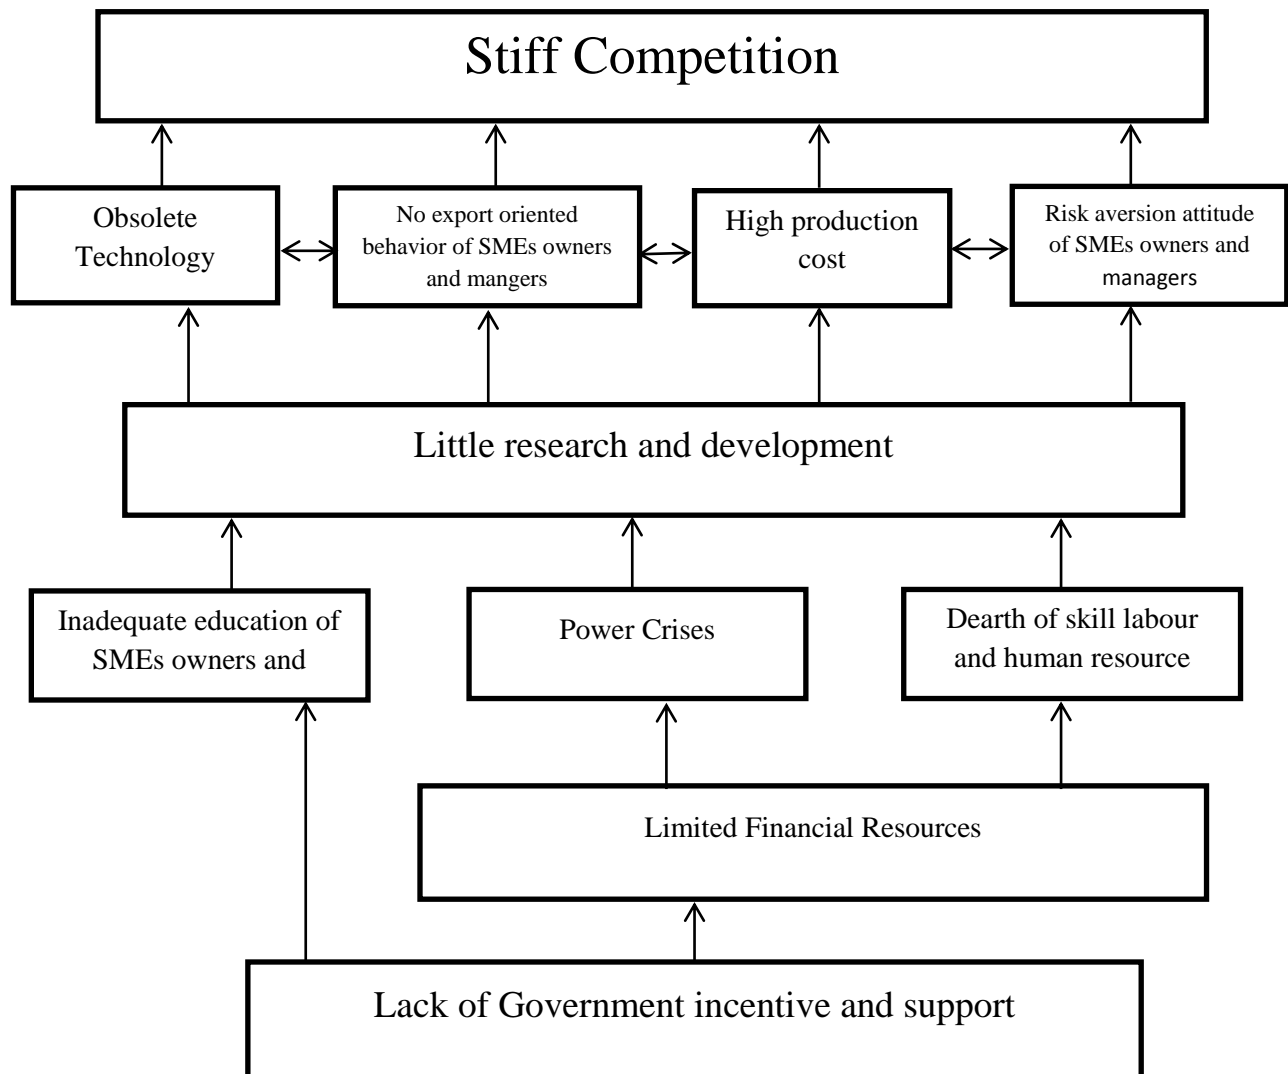 Stiff Competition
Obsolete
Technology
No export oriented
behavior of SMEs owners
and mangers
High production
cost
Risk aversion attitude
of SMEs owners and
managers
Little research and development
Inadequate education of
SMEs owners and
Power Crises
Dearth of skill labour
and human resource
Limited Financial Resources
Lack of Government incentive and support